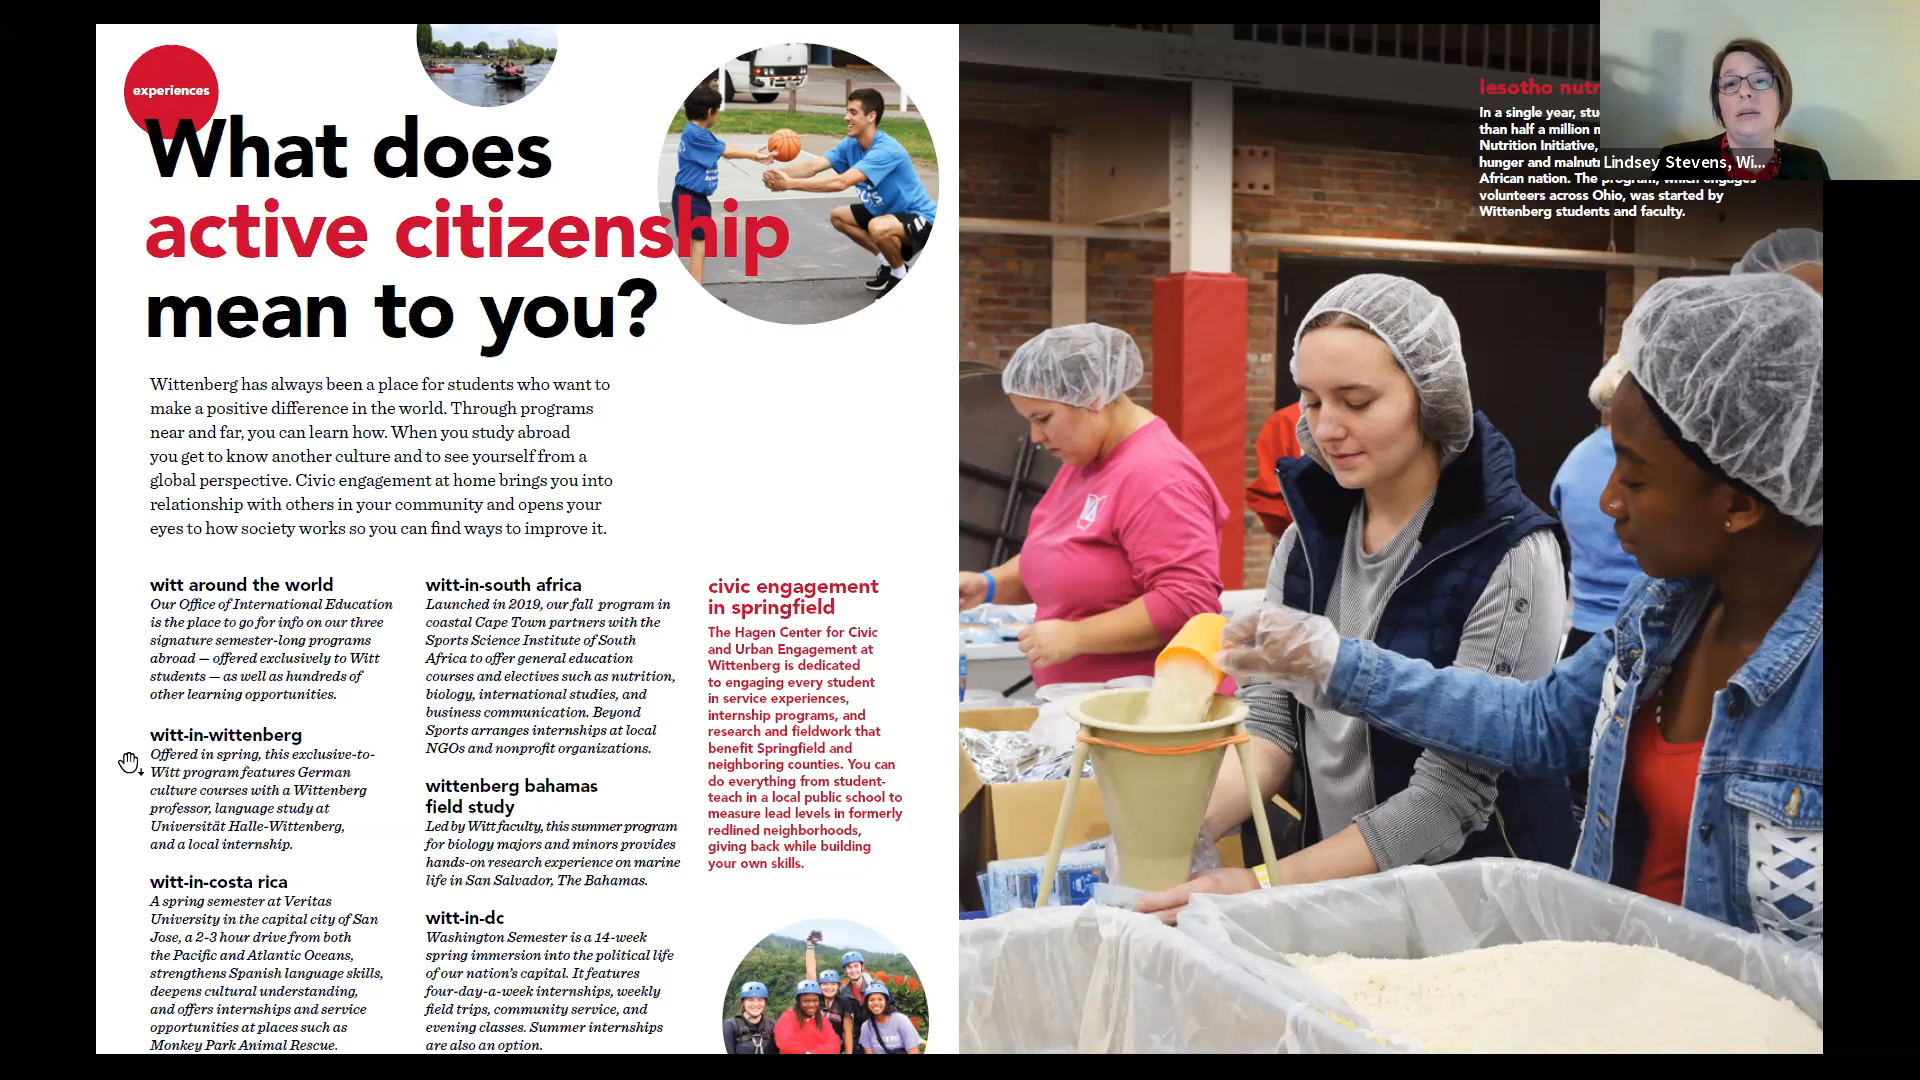 experiences
What does
active citizenship
mean to you?
Wittenberg has always been a place for students who want to
make a positive difference in the world. Through programs
near and far, you can learn how. When you study abroad
you get to know another culture and to see yourself from a
global perspective. Civic engagement at home brings you into
relationship with others in your community and opens your
eyes to how society works so you can find ways to improve it.
witt around the world
Our Office of International Education
is the place to go for info on our three
signature semester-long programs
abroad — offered exclusively to Witt
students — as well as hundreds of
other learning opportunities.
witt-in-wittenberg
Offered in spring, this exclusive-to-
Witt program features German
culture courses with a Wittenberg
professor, language study at
Universität Halle-Wittenberg,
and a local internship.
witt-in-costa rica
A spring semester at Veritas
University in the capital city of San
Jose, a 2-3 hour drive from both
the Pacific and Atlantic Oceans,
strengthens Spanish language skills,
deepens cultural understanding,
and offers internships and service
opportunities at places such as
Monkey Park Animal Rescue.
witt-in-south africa
Launched in 2019, our fall program in
coastal Cape Town partners with the
Sports Science Institute of South
Africa to offer general education
courses and electives such as nutrition,
biology, international studies, and
business communication. Beyond
Sports arranges internships at local
NGOs and nonprofit organizations.
wittenberg bahamas
field study
Led by Witt faculty, this summer program
for biology majors and minors provides
hands-on research experience on marine
life in San Salvador, The Bahamas.
witt-in-dc
Washington Semester is a 14-week
spring immersion into the political life
of our nation's capital. It features
four-day-a-week internships, weekly
field trips, community service, and
evening classes. Summer internships
are also an option.
civic engagement
in springfield
The Hagen Center for Civic
and Urban Engagement at
Wittenberg is dedicated
to engaging every student
in service experiences,
internship programs, and
research and fieldwork that
benefit Springfield and
neighboring counties. You can
do everything from student-
teach in a local public school to
measure lead levels in formerly
redlined neighborhoods,
giving back while building
your own skills.
lesotho
In a single year,
than half a million
Nutrition Initiative,
hunger and
African nation. The program, which engages
volunteers across Ohio, was started by
Wittenberg students and faculty.
Lindsey Stevens, Wi...